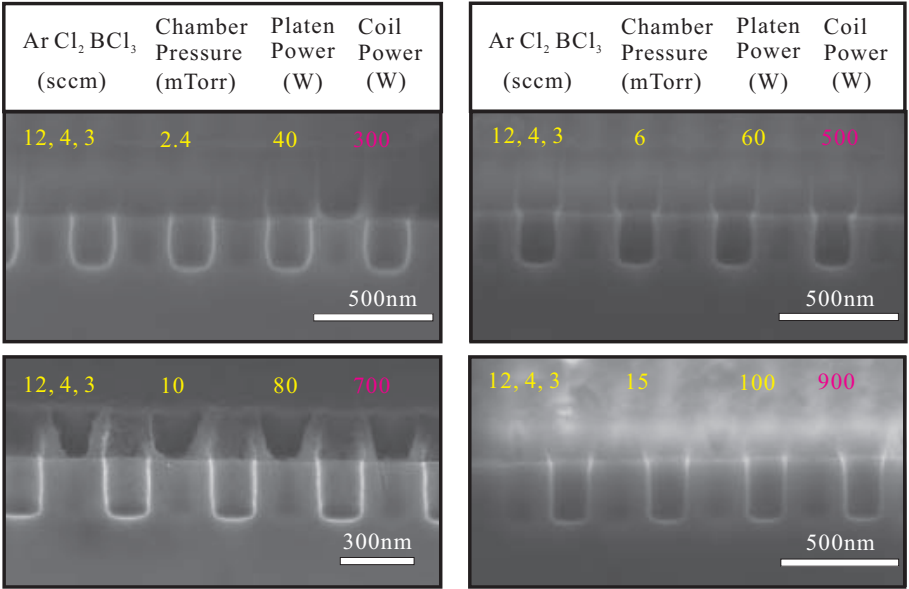 Ar Cl₂ BCl₃ (sccm) Chamber Pressure (mTorr) Platen Power (W) Coil Power (W)
12, 4, 3 2.4 40 300
500nm
Ar Cl₂ BCl₃ (sccm) Chamber Pressure (mTorr) Platen Power (W) Coil Power (W)
12, 4, 3 6 60 500
500nm
12, 4, 3 10 80 700
300nm
12, 4, 3 15 100 900
500nm